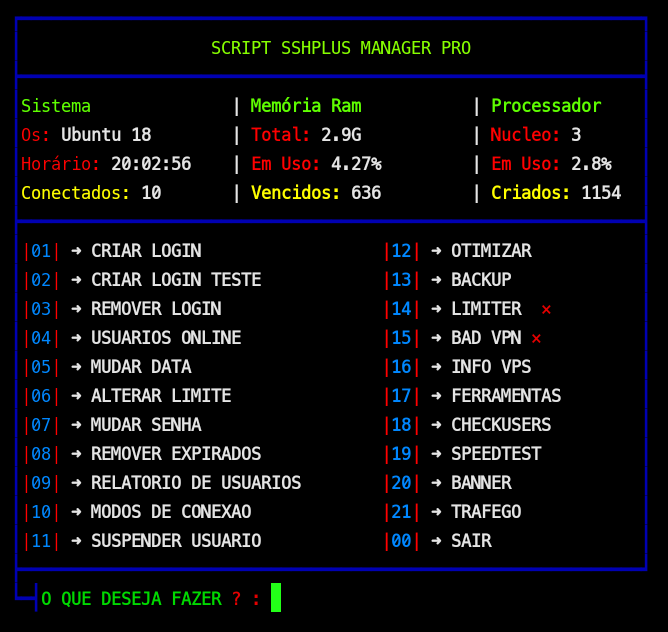 SCRIPT SSHPLUS MANAGER PRO
Sistema | Memória Ram | Processador
Os: Ubuntu 18 | Total: 2.9G | Nucleo: 3
Horário: 20:02:56 | Em Uso: 4.27% | Em Uso: 2.8%
Conectados: 10 | Vencidos: 636 | Criados: 1154
|01| ➜ CRIAR LOGIN |12| ➜ OTIMIZAR
|02| ➜ CRIAR LOGIN TESTE |13| ➜ BACKUP
|03| ➜ REMOVER LOGIN |14| ➜ LIMITER ×
|04| ➜ USUARIOS ONLINE |15| ➜ BAD VPN ×
|05| ➜ MUDAR DATA |16| ➜ INFO VPS
|06| ➜ ALTERAR LIMITE |17| ➜ FERRAMENTAS
|07| ➜ MUDAR SENHA |18| ➜ CHECKUSERS
|08| ➜ REMOVER EXPIRADOS |19| ➜ SPEEDTEST
|09| ➜ RELATORIO DE USUARIOS |20| ➜ BANNER
|10| ➜ MODOS DE CONEXAO |21| ➜ TRAFEGO
|11| ➜ SUSPENDER USUARIO |00| ➜ SAIR
O QUE DESEJA FAZER ? :